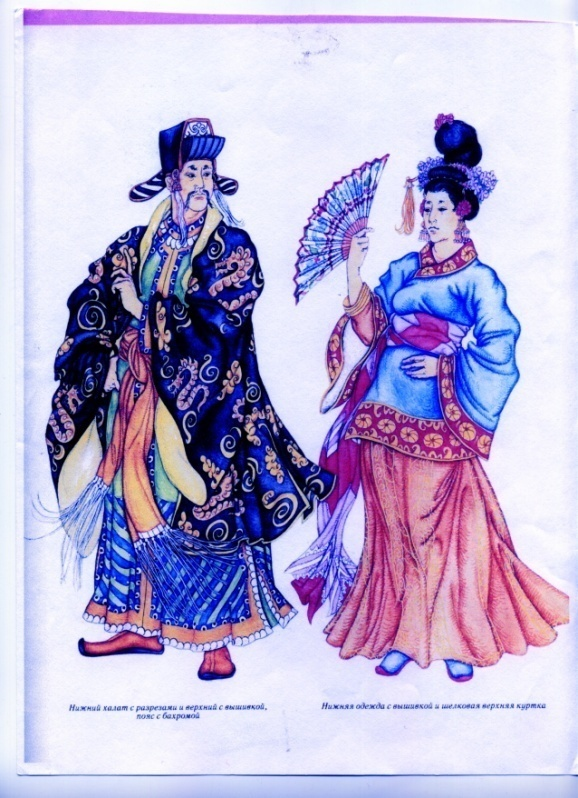 Нижний халат с разрезами и верхний с вышивкой,
пояс с бахромой
Нижняя одежда с вышивкой и шелковая верхняя куртка